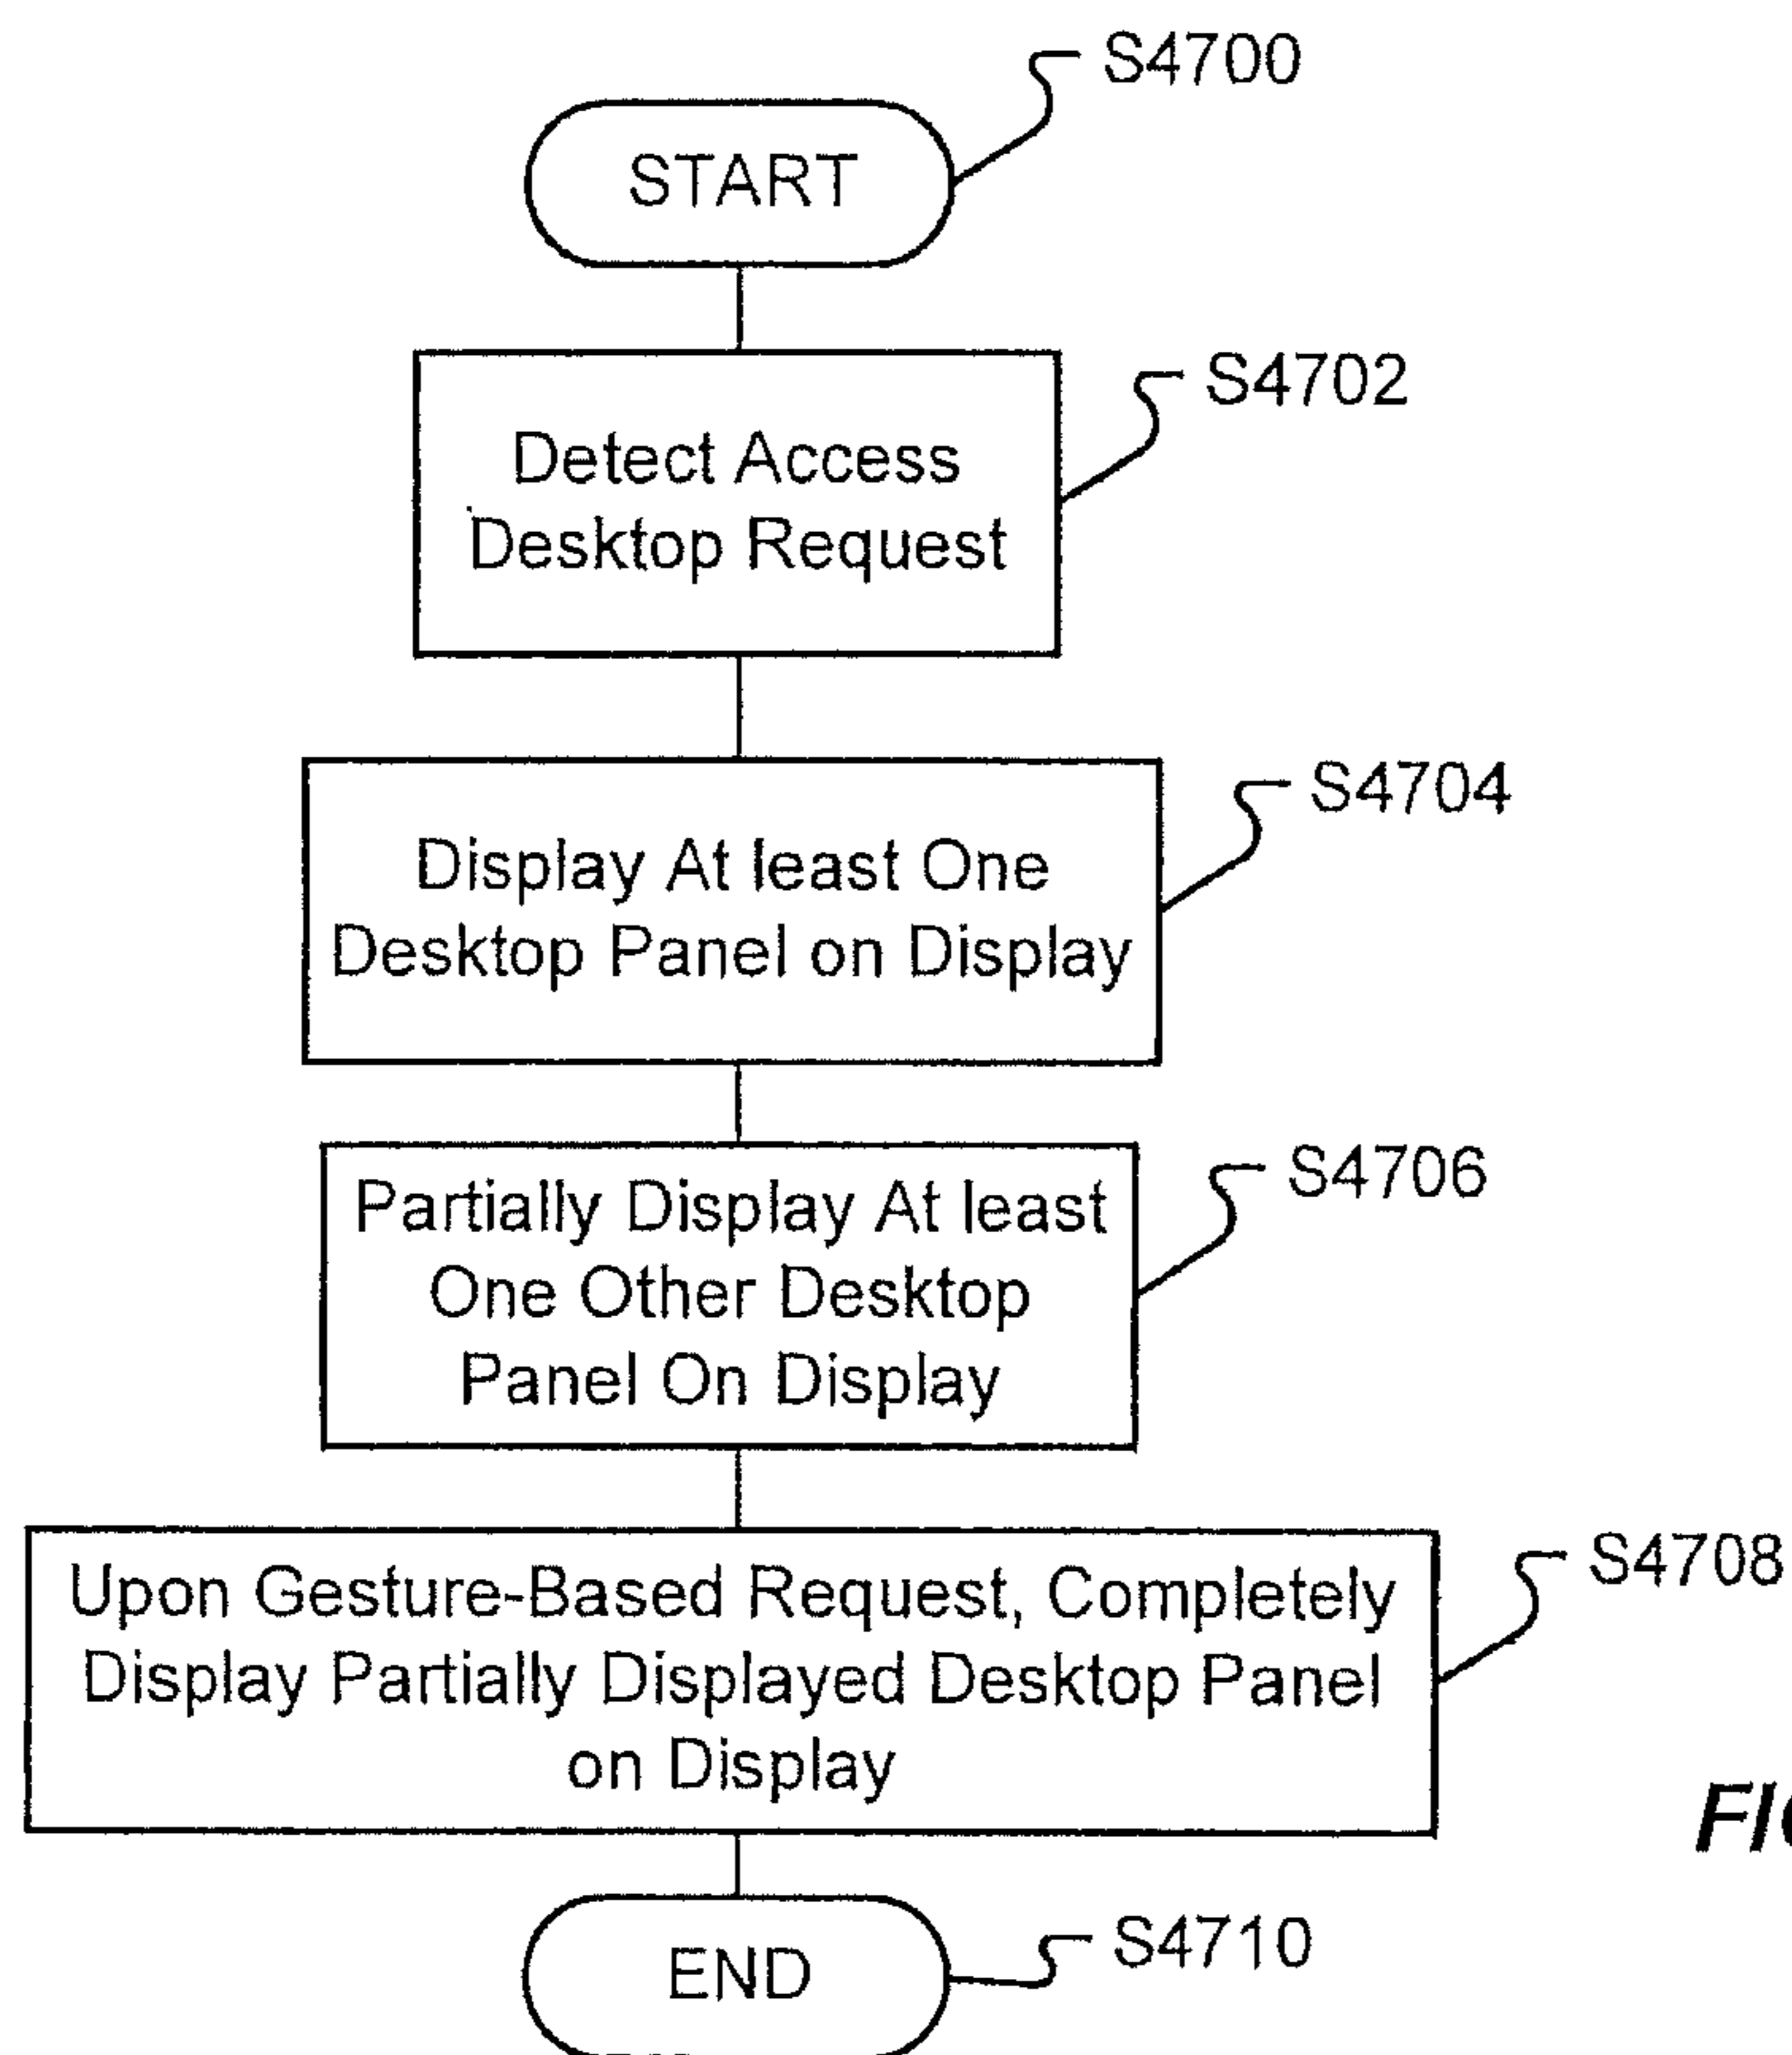 S4700
START
S4702
Detect Access
Desktop Request
S4704
Display At least One
Desktop Panel on Display
S4706
Partially Display At least
One Other Desktop
Panel On Display
S4708
Upon Gesture-Based Request, Completely
Display Partially Displayed Desktop Panel
on Display
END
S4710